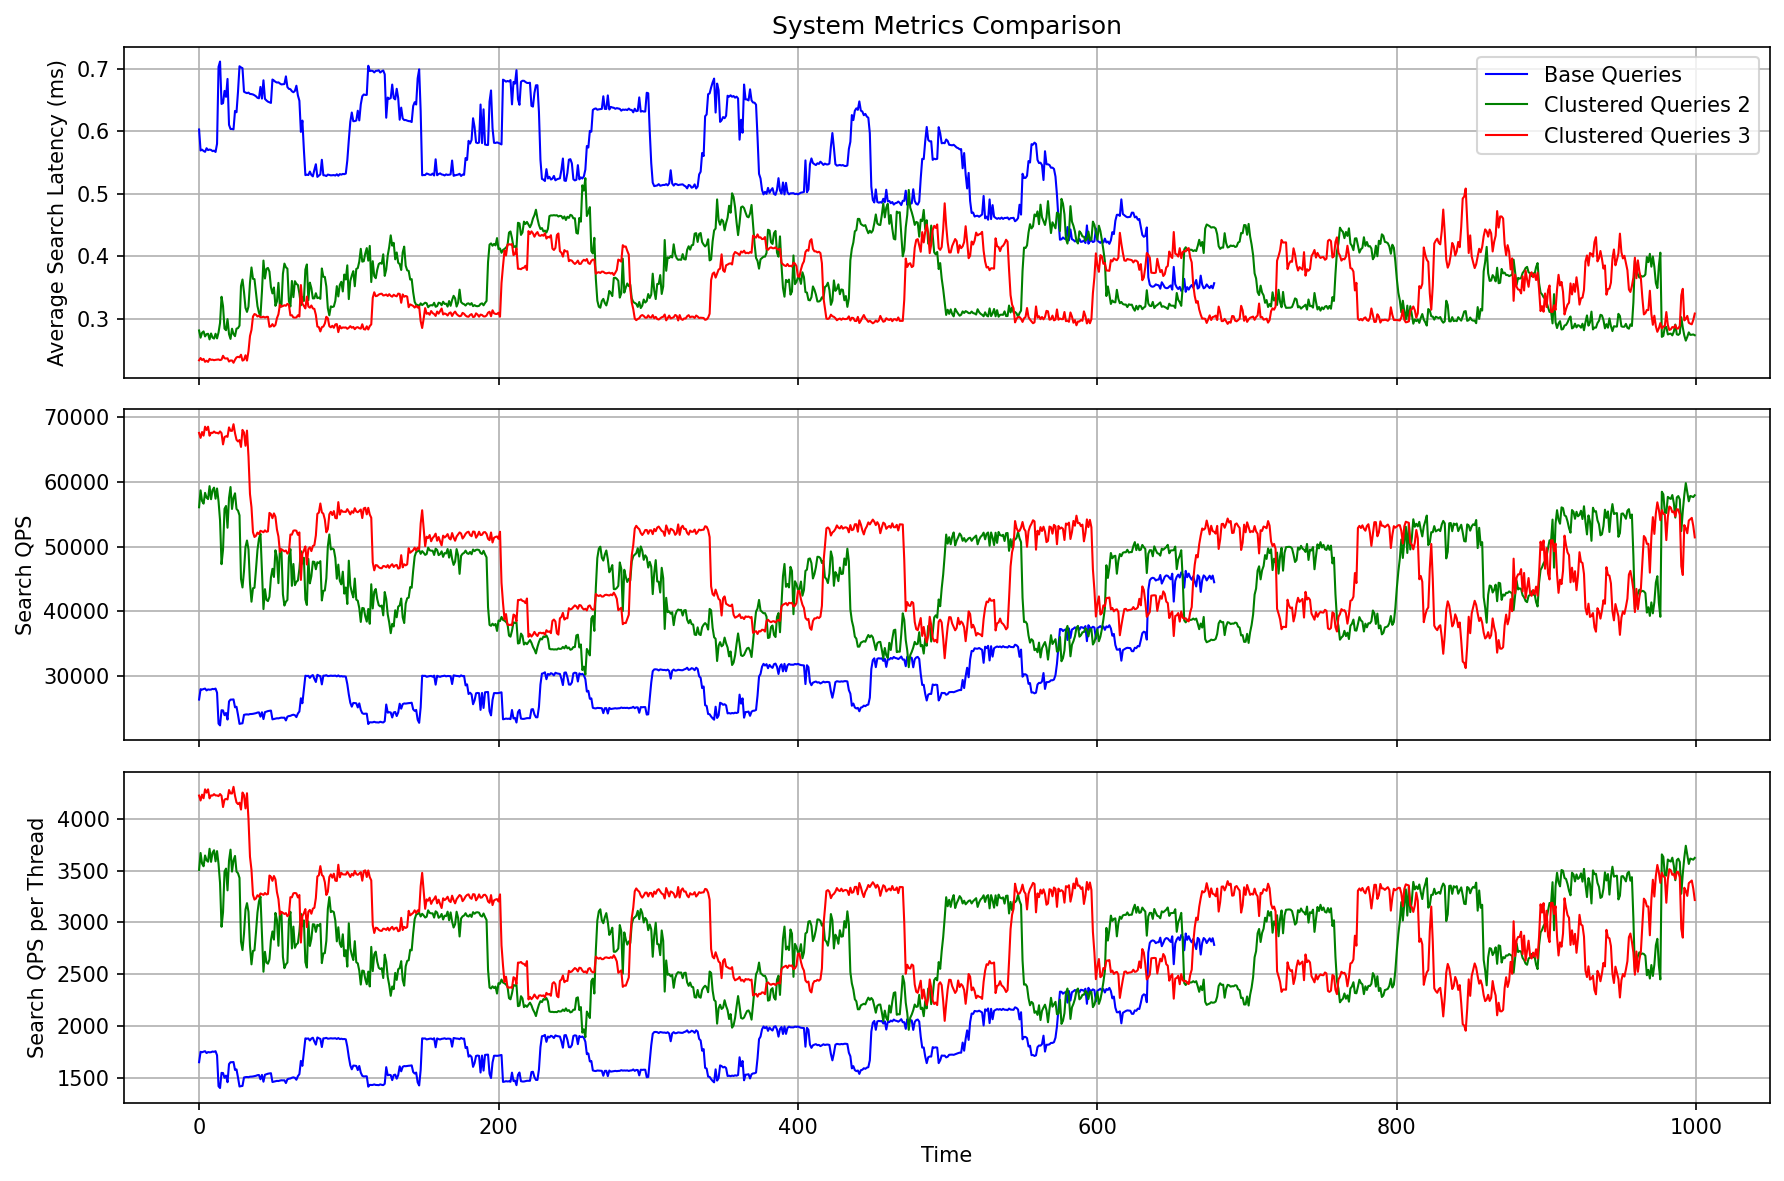 System Metrics Comparison
Average Search Latency (ms)
0.7
0.6
0.5
0.4
0.3
Base Queries
Clustered Queries 2
Clustered Queries 3
Search QPS
70000
60000
50000
40000
30000
Search QPS per Thread
4000
3500
3000
2500
2000
1500
0 200 400 600 800 1000
Time